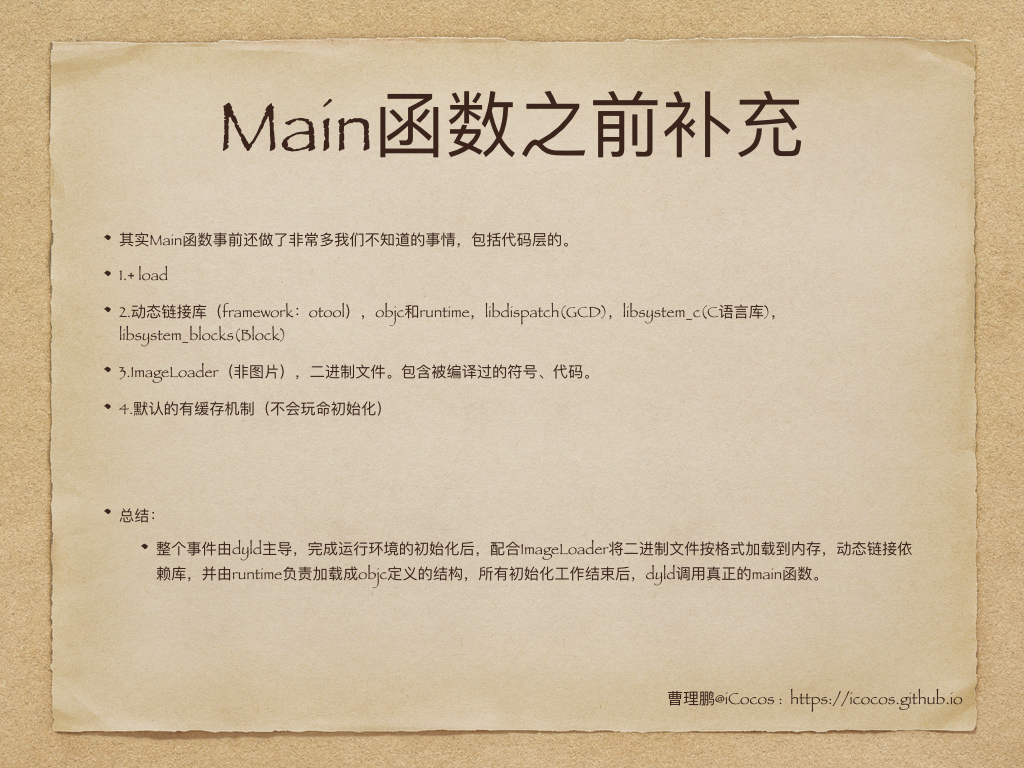 Main函数之前补充
• 其实Main函数事前还做了非常多我们不知道的事情，包括代码层的。
• 1.+ load
• 2.动态链接库（framework：otool），objc和runtime，libdispatch(GCD)，libsystem_c(C语言库)，
libsystem_blocks(Block)
• 3.ImageLoader（非图片），二进制文件。包含被编译过的符号、代码。
• 4.默认的有缓存机制（不会玩命初始化）
• 总结：
• 整个事件由dyld主导，完成运行环境的初始化后，配合ImageLoader将二进制文件按格式加载到内存，动态链接依
赖库，并由runtime负责加载成objc定义的结构，所有初始化工作结束后，dyld调用真正的main函数。
曹理鹏@iCocos : https://icocos.github.io